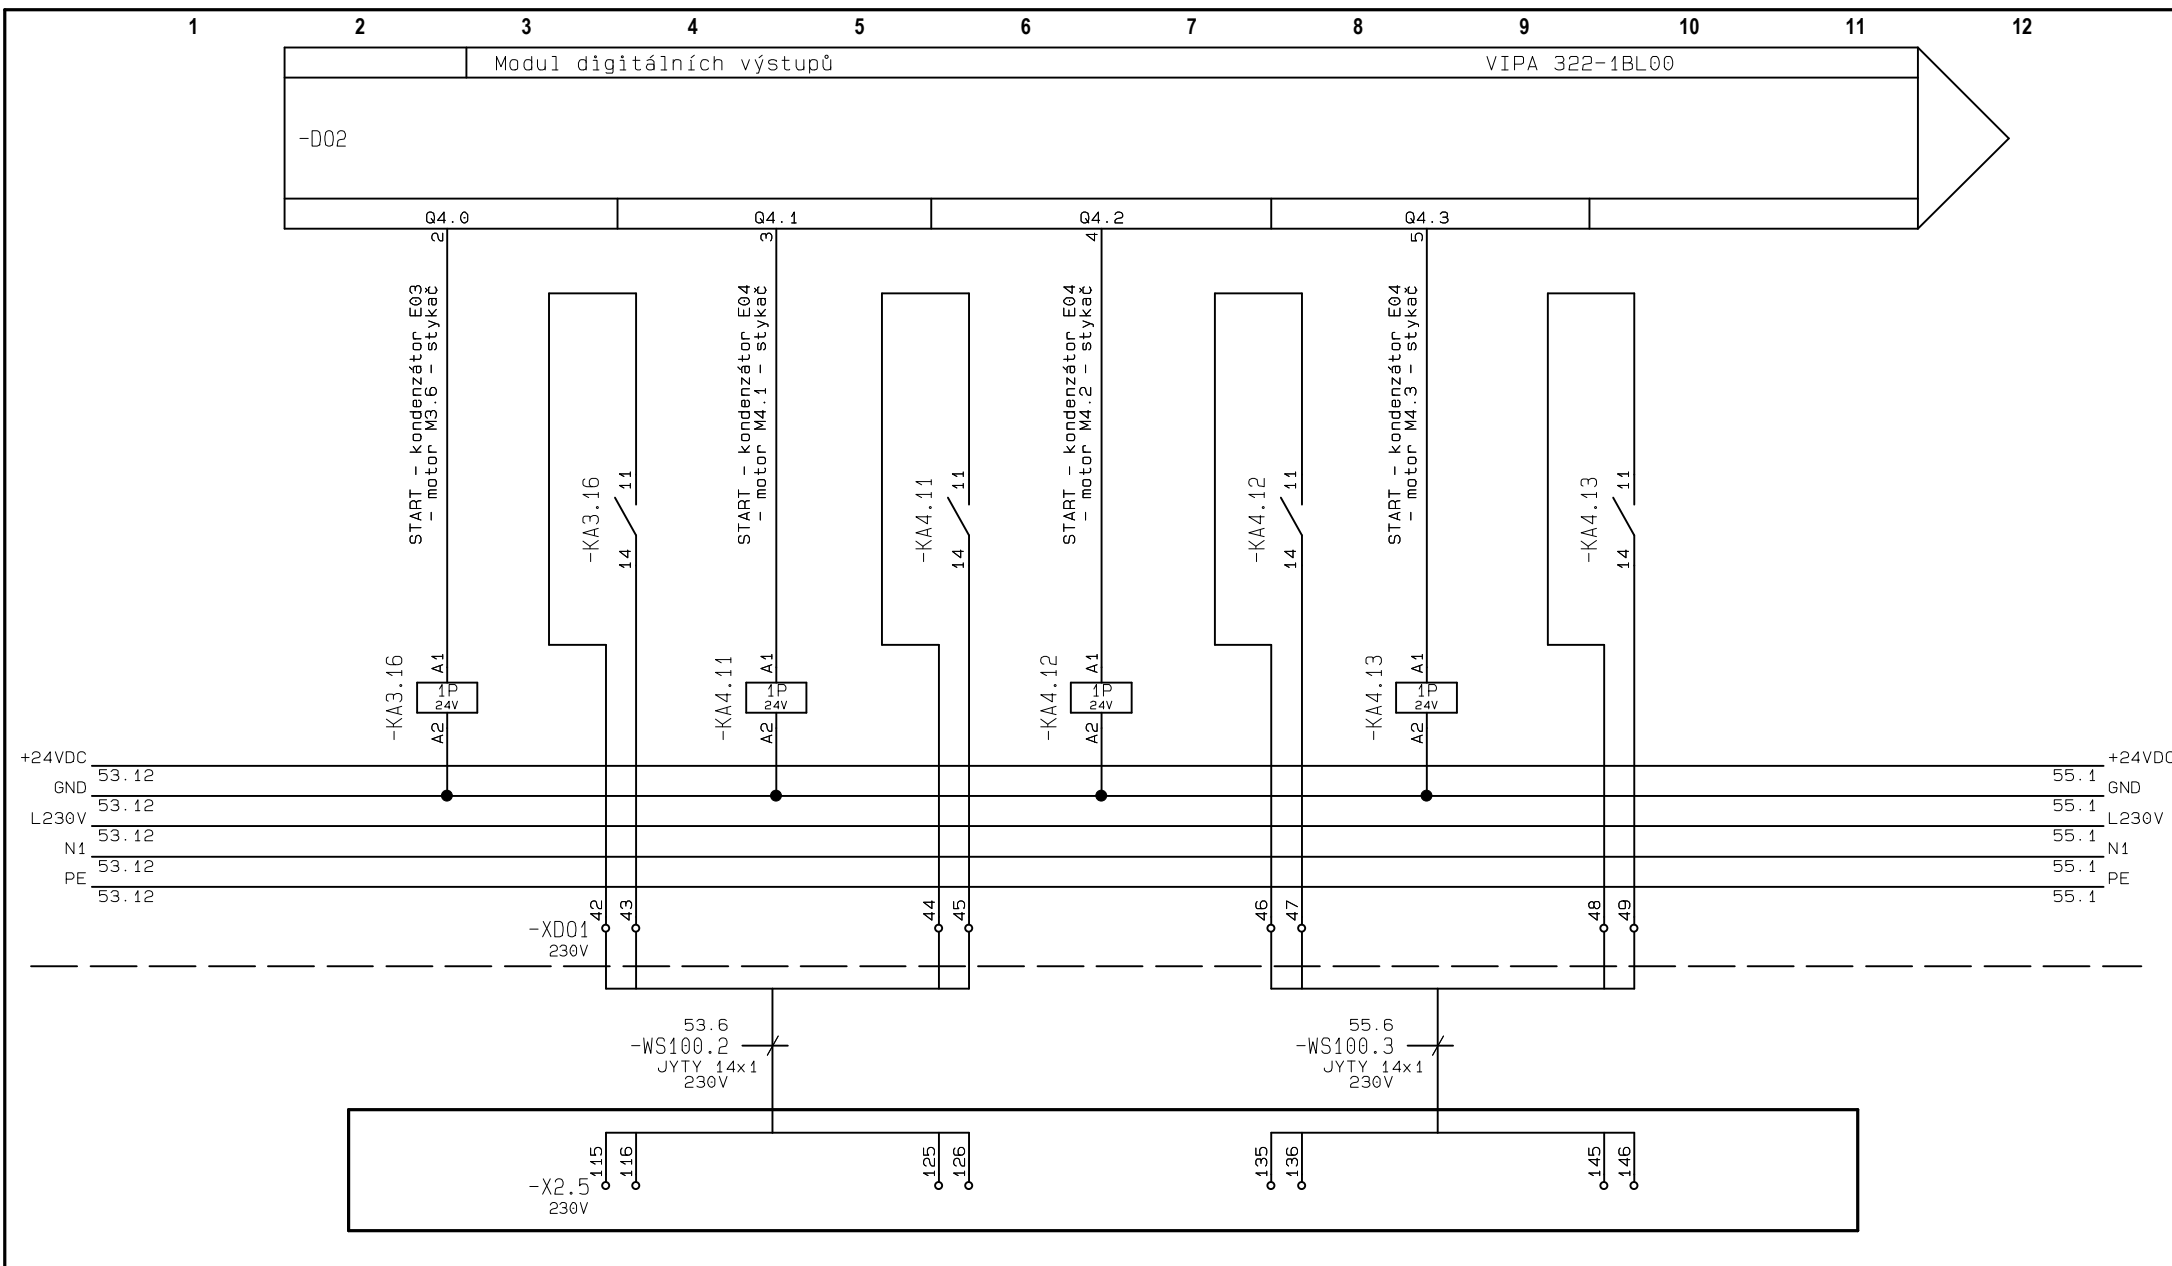 1 2 3 4 5 6 7 8 9 10 11 12
Modul digitálních výstupů VIPA 322-1BL00
-DO2
Q4.0 Q4.1 Q4.2 Q4.3
2 3 4 5
START - kondenzátor E03
- motor M3.6 - stykač
START - kondenzátor E04
- motor M4.1 - stykač
START - kondenzátor E04
- motor M4.2 - stykač
START - kondenzátor E04
- motor M4.3 - stykač
-KA3.16 11 14
-KA4.11 11 14
-KA4.12 11 14
-KA4.13 11 14
-KA3.16 A1 1P 24V A2
-KA4.11 A1 1P 24V A2
-KA4.12 A1 1P 24V A2
-KA4.13 A1 1P 24V A2
+24VDC 53.12 55.1 +24VDC
GND 53.12 55.1 GND
L230V 53.12 55.1 L230V
N1 53.12 55.1 N1
PE 53.12 55.1 PE
-XDO1 42 43 44 45 46 47 48 49
230V
53.6
-WS100.2
JYTY 14x1
230V
55.6
-WS100.3
JYTY 14x1
230V
-X2.5 115 116 125 126 135 136 145 146
230V